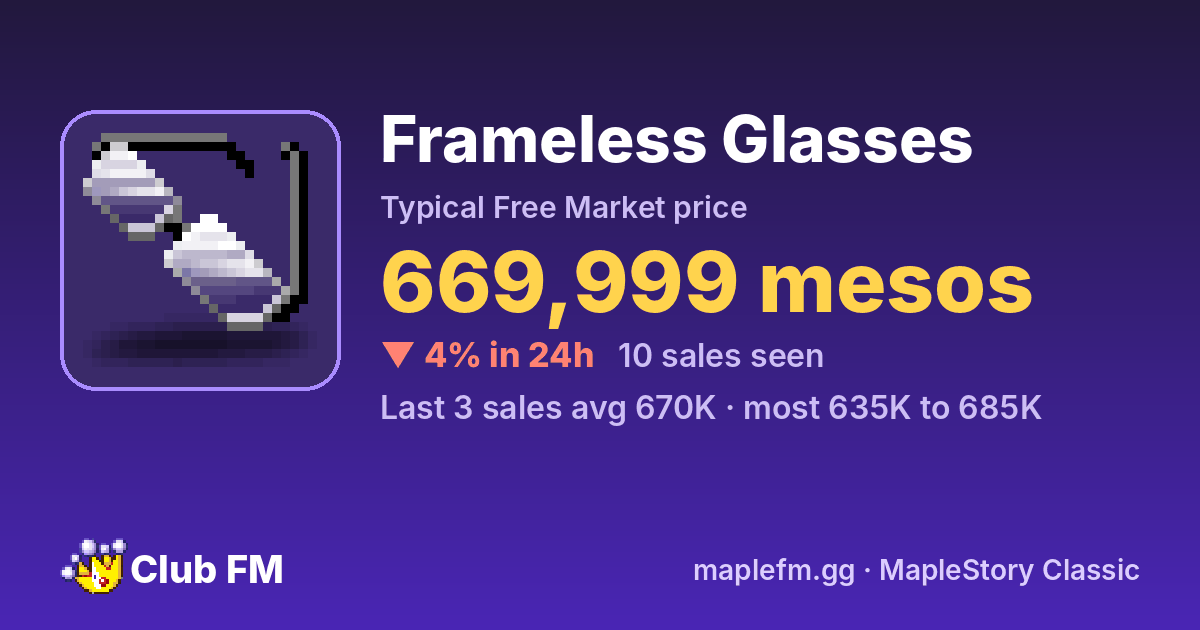 Frameless Glasses
Typical Free Market price
669,999 mesos
▼ 4% in 24h 10 sales seen
Last 3 sales avg 670K · most 635K to 685K
Club FM
maplefm.gg · MapleStory Classic